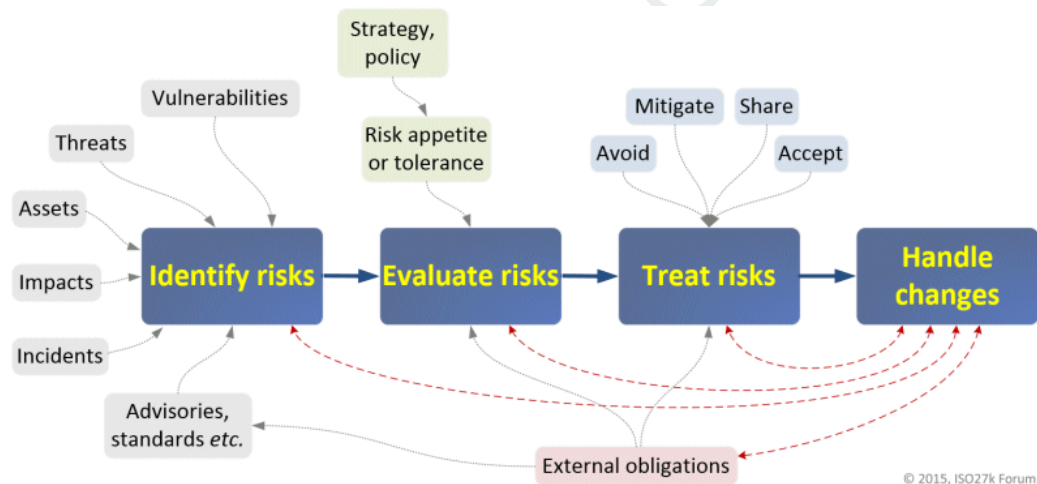 Strategy,
policy
Vulnerabilities
Mitigate
Share
Threats
Risk appetite
or tolerance
Avoid
Accept
Assets
Identify risks
Evaluate risks
Treat risks
Handle
changes
Impacts
Incidents
Advisories,
standards etc.
External obligations
© 2015, ISO27k Forum